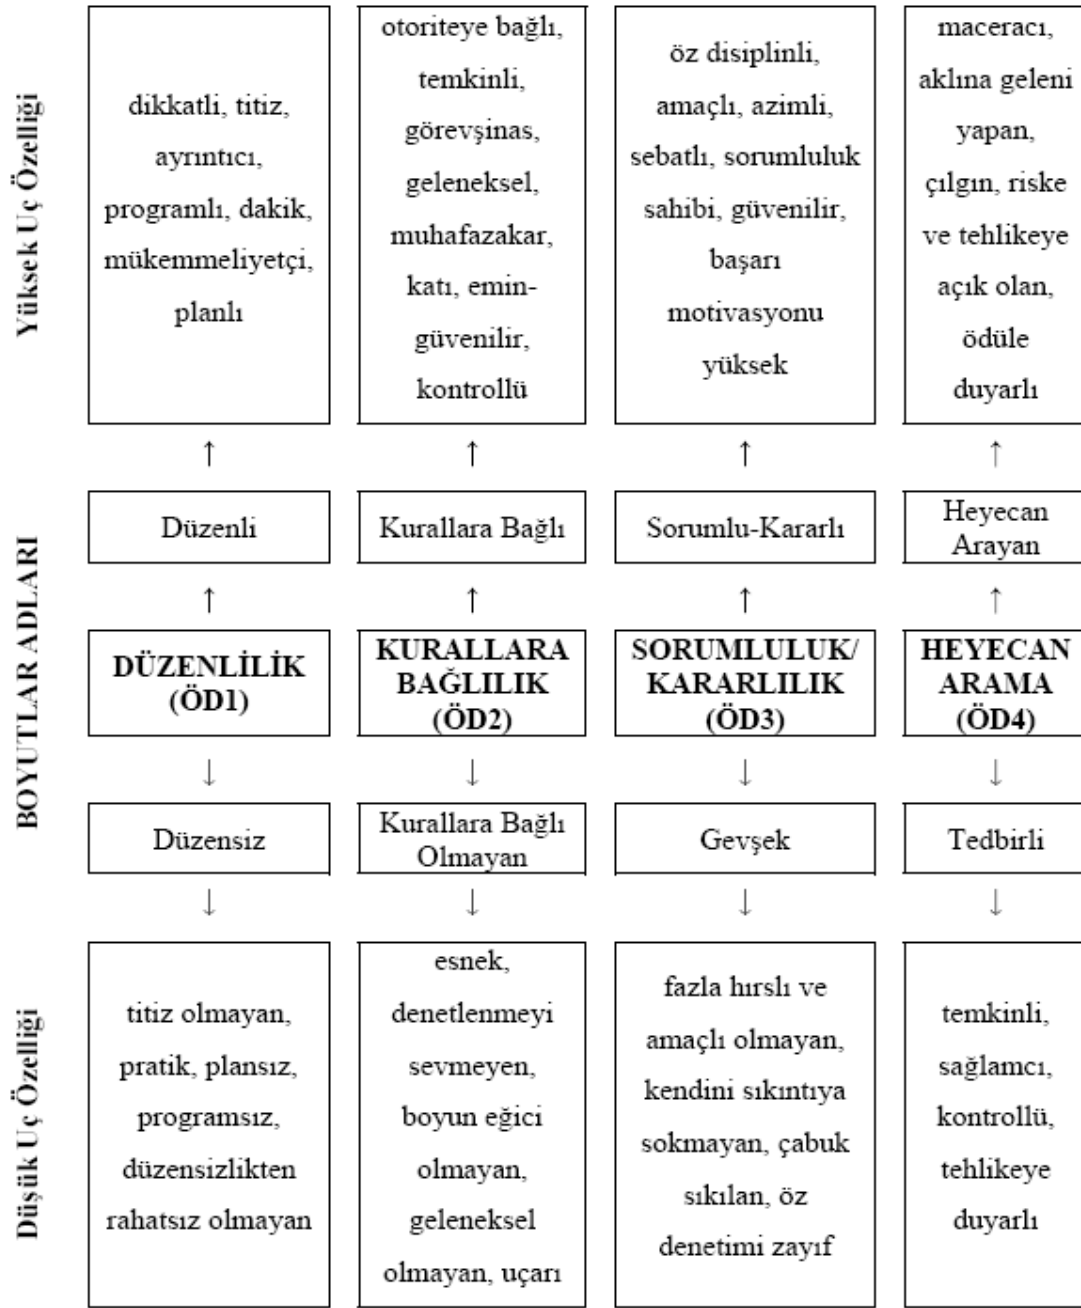 Yüksek Uç Özelliği
dikkatli, titiz,
ayrıntıcı,
programlı, dakik,
mükemmeliyetçi,
planlı
otoriteye bağlı,
temkinli,
görevşinas,
geleneksel,
muhafazakar,
katı, emin-
güvenilir,
kontrollü
öz disiplinli,
amaçlı, azimli,
sebatlı, sorumluluk
sahibi, güvenilir,
başarı
motivasyonu
yüksek
maceracı,
aklına geleni
yapan,
çılgın, riske
ve tehlikeye
açık olan,
ödüle
duyarlı
↑ ↑ ↑ ↑
BOYUTLAR ADLARI
Düzenli
Kurallara Bağlı
Sorumlu-Kararlı
Heyecan
Arayan
↑ ↑ ↑ ↑
DÜZENLİLİK
(ÖD1)
KURALLARA
BAĞLILIK
(ÖD2)
SORUMLULUK/
KARARLILIK
(ÖD3)
HEYECAN
ARAMA
(ÖD4)
↓ ↓ ↓ ↓
Düzensiz
Kurallara Bağlı
Olmayan
Gevşek
Tedbirli
↓ ↓ ↓ ↓
Düşük Uç Özelliği
titiz olmayan,
pratik, plansız,
programsız,
düzensizlikten
rahatsız olmayan
esnek,
denetlenmeyi
sevmeyen,
boyun eğici
olmayan,
geleneksel
olmayan, uçarı
fazla hırslı ve
amaçlı olmayan,
kendini sıkıntıya
sokmayan, çabuk
sıkılan, öz
denetimi zayıf
temkinli,
sağlamcı,
kontrollü,
tehlikeye
duyarlı